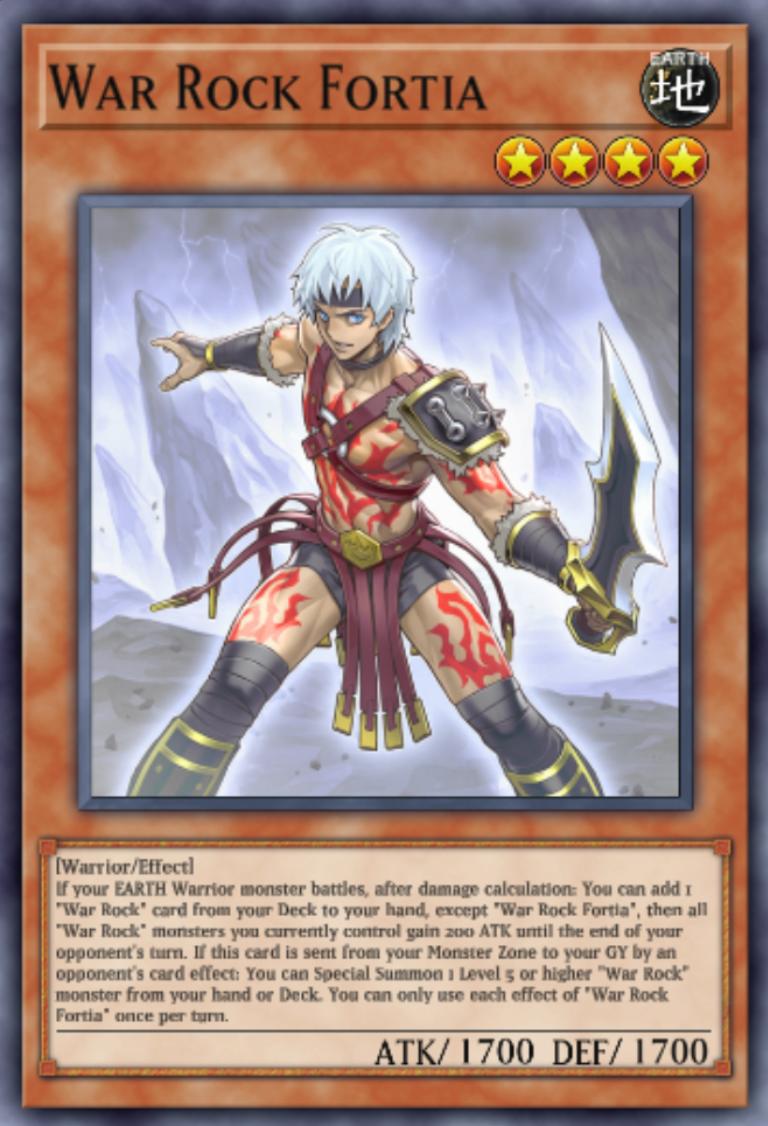 War Rock Fortia
EARTH
地
[Warrior/Effect]
If your EARTH Warrior monster battles, after damage calculation: You can add 1
"War Rock" card from your Deck to your hand, except "War Rock Fortia", then all
"War Rock" monsters you currently control gain 200 ATK until the end of your
opponent's turn. If this card is sent from your Monster Zone to your GY by an
opponent's card effect: You can Special Summon 1 Level 5 or higher "War Rock"
monster from your hand or Deck. You can only use each effect of "War Rock
Fortia" once per turn.
ATK/ 1700 DEF/ 1700